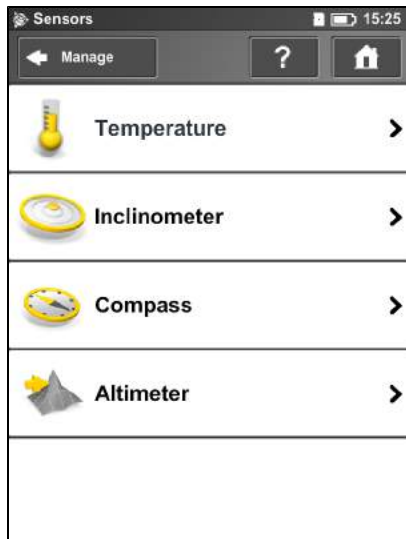 Sensors 15:25
Manage ?
Temperature
Inclinometer
Compass
Altimeter